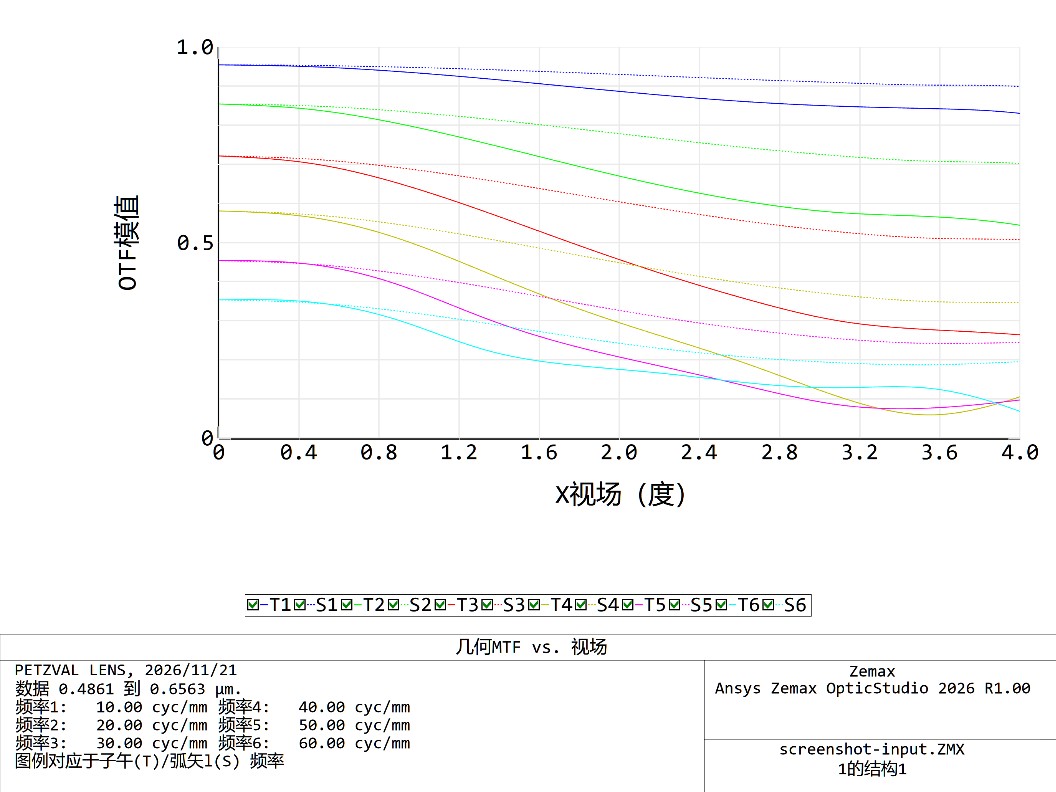 1.0
0.5
0
OTF模值
0 0.4 0.8 1.2 1.6 2.0 2.4 2.8 3.2 3.6 4.0
X视场 (度)
T1 S1 T2 S2 T3 S3 T4 S4 T5 S5 T6 S6
几何MTF vs. 视场
PETZVAL LENS, 2026/11/21
数据 0.4861 到 0.6563 µm.
频率1: 10.00 cyc/mm 频率4: 40.00 cyc/mm
频率2: 20.00 cyc/mm 频率5: 50.00 cyc/mm
频率3: 30.00 cyc/mm 频率6: 60.00 cyc/mm
图例对应于子午(T)/弧矢l(S) 频率
Zemax
Ansys Zemax OpticStudio 2026 R1.00
screenshot-input.ZMX
1的结构1